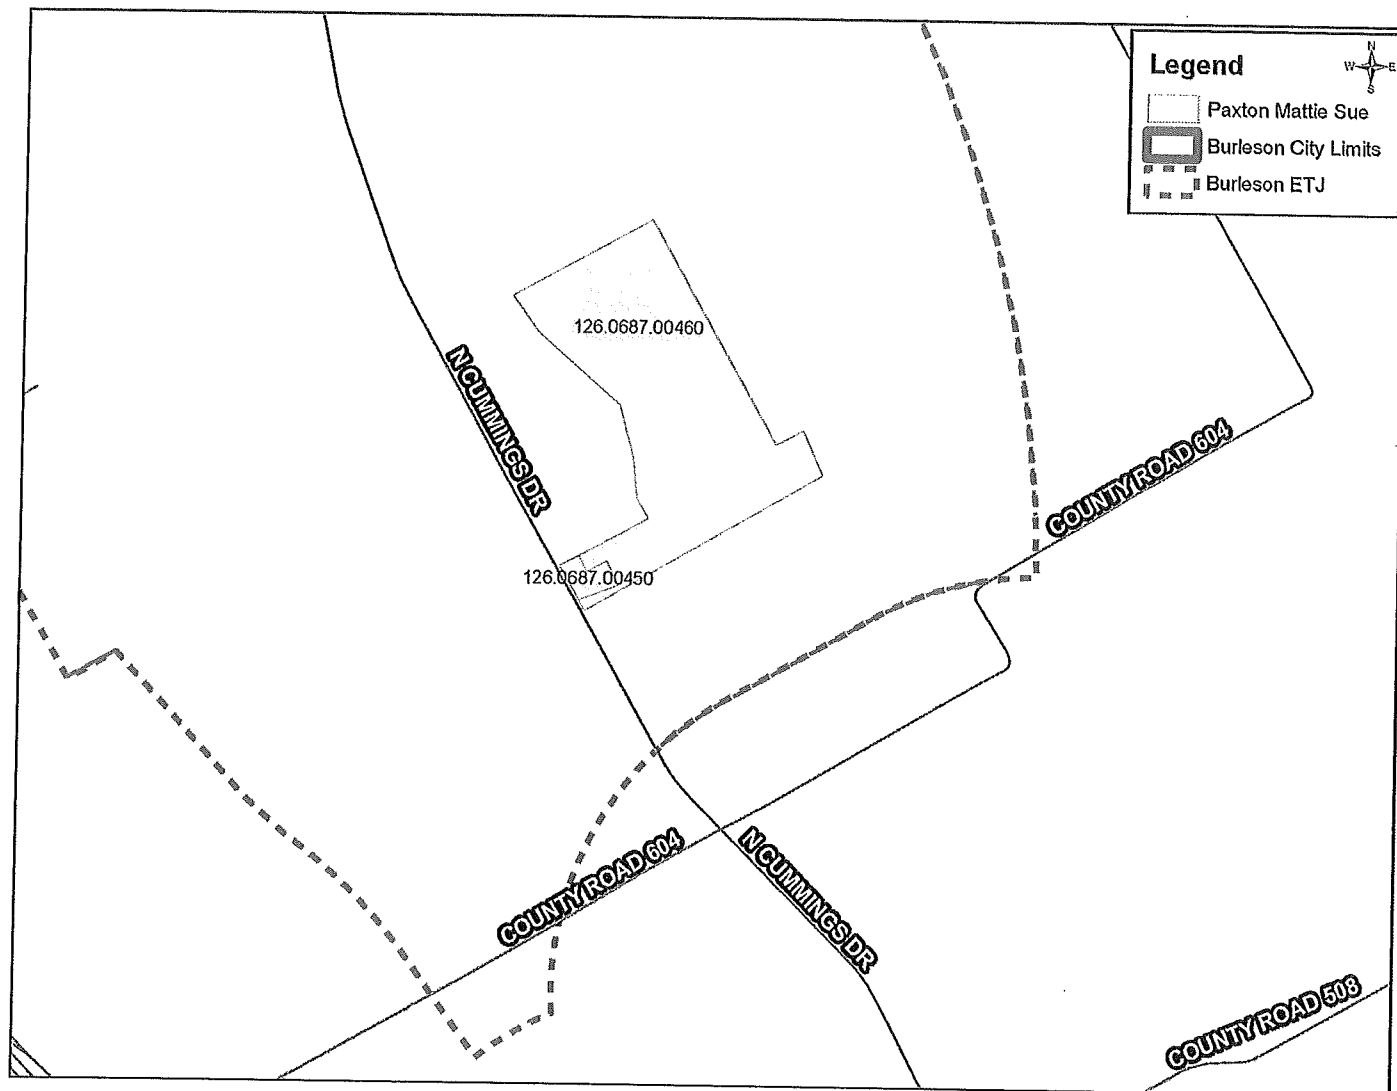 Legend
N
W E
S
Paxton Mattie Sue
Burleson City Limits
Burleson ETJ
126.0687.00460
N CUMMINGS DR
COUNTY ROAD 604
126.0687.00450
COUNTY ROAD 604
N CUMMINGS DR
COUNTY ROAD 508